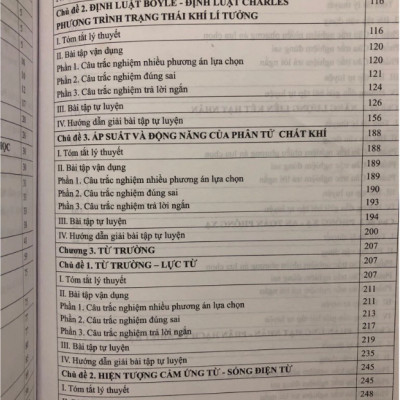 Chủ đề 2. ĐỊNH LUẬT BOYLE - ĐỊNH LUẬT CHARLES 116
PHƯƠNG TRÌNH TRẠNG THÁI KHÍ LÍ TƯỞNG
I. Tóm tắt lý thuyết 116
II. Bài tập vận dụng 120
Phần 1. Câu trắc nghiệm nhiều phương án lựa chọn 120
Phần 2. Câu trắc nghiệm đúng sai 121
Phần 3. Câu trắc nghiệm trả lời ngắn 124
III. Bài tập tự luyện 126
IV. Hướng dẫn giải bài tập tự luyện 156
Chủ đề 3. ÁP SUẤT VÀ ĐỘNG NĂNG CỦA PHÂN TỬ CHẤT KHÍ 188
I. Tóm tắt lý thuyết 188
II. Bài tập vận dụng 189
Phần 1. Câu trắc nghiệm nhiều phương án lựa chọn 189
Phần 2. Câu trắc nghiệm đúng sai 190
Phần 3. Câu trắc nghiệm trả lời ngắn 193
III. Bài tập tự luyện 194
IV. Hướng dẫn giải bài tập tự luyện 200
Chương 3. TỪ TRƯỜNG 207
Chủ đề 1. TỪ TRƯỜNG – LỰC TỪ 207
I. Tóm tắt lý thuyết 207
II. Bài tập vận dụng 211
Phần 1. Câu trắc nghiệm nhiều phương án lựa chọn 211
Phần 2. Câu trắc nghiệm đúng sai 213
Phần 3. Câu trắc nghiệm trả lời ngắn 217
III. Bài tập tự luyện 219
IV. Hướng dẫn giải bài tập tự luyện 235
Chủ đề 2. HIỆN TƯỢNG CẢM ỨNG TỪ - SÓNG ĐIỆN TỪ 245
I. Tóm tắt lý thuyết 245
II. Bài tập vận dụng 248
HỌC